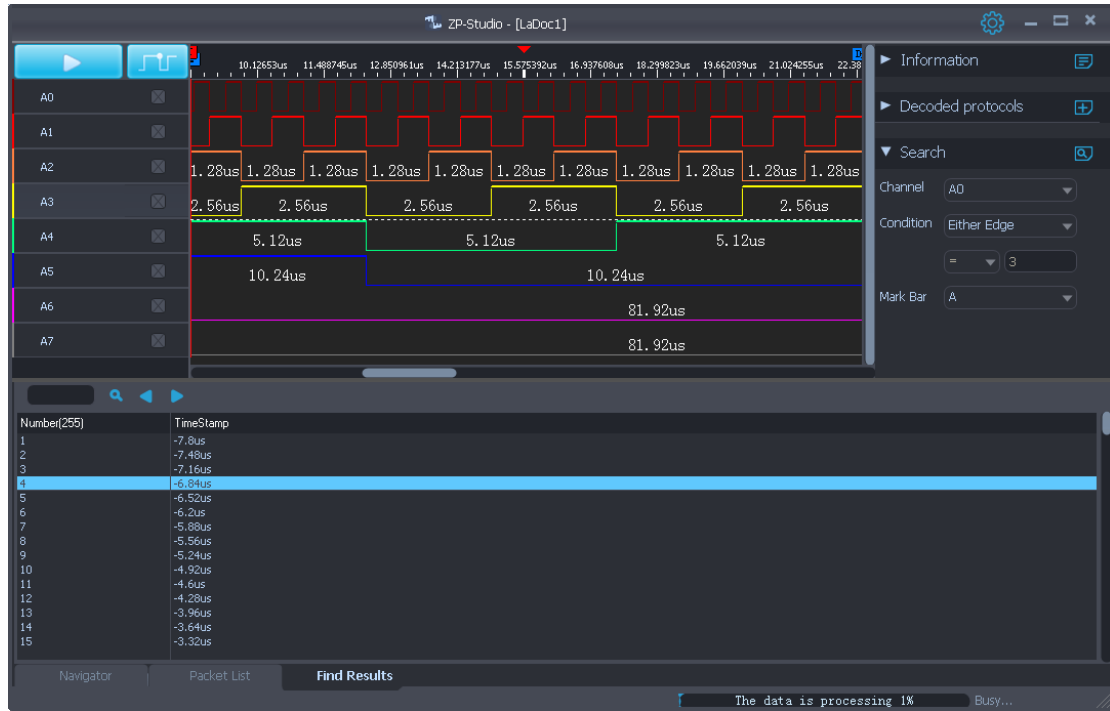 ZP-Studio - [LaDoc1]
10.12653us 11.488745us 12.850961us 14.213177us 15.575392us 16.937608us 18.299823us 19.662039us 21.024255us 22.38
Information
Decoded protocols
Search
Channel A0
Condition Either Edge
= 3
Mark Bar A
A0
A1
A2 1.28us 1.28us 1.28us 1.28us 1.28us 1.28us 1.28us 1.28us 1.28us 1.28us 1.28us
A3 2.56us 2.56us 2.56us 2.56us 2.56us 2.56us
A4 5.12us 5.12us 5.12us
A5 10.24us 10.24us
A6 81.92us
A7 81.92us
Number(255) TimeStamp
1 -7.8us
2 -7.48us
3 -7.16us
4 -6.84us
5 -6.52us
6 -6.2us
7 -5.88us
8 -5.56us
9 -5.24us
10 -4.92us
11 -4.6us
12 -4.28us
13 -3.96us
14 -3.64us
15 -3.32us
Navigator Packet List Find Results
The data is processing 1% Busy...